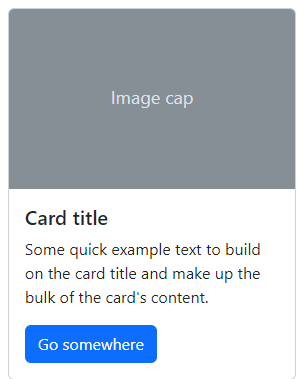 Image cap
Card title
Some quick example text to build
on the card title and make up the
bulk of the card's content.
Go somewhere